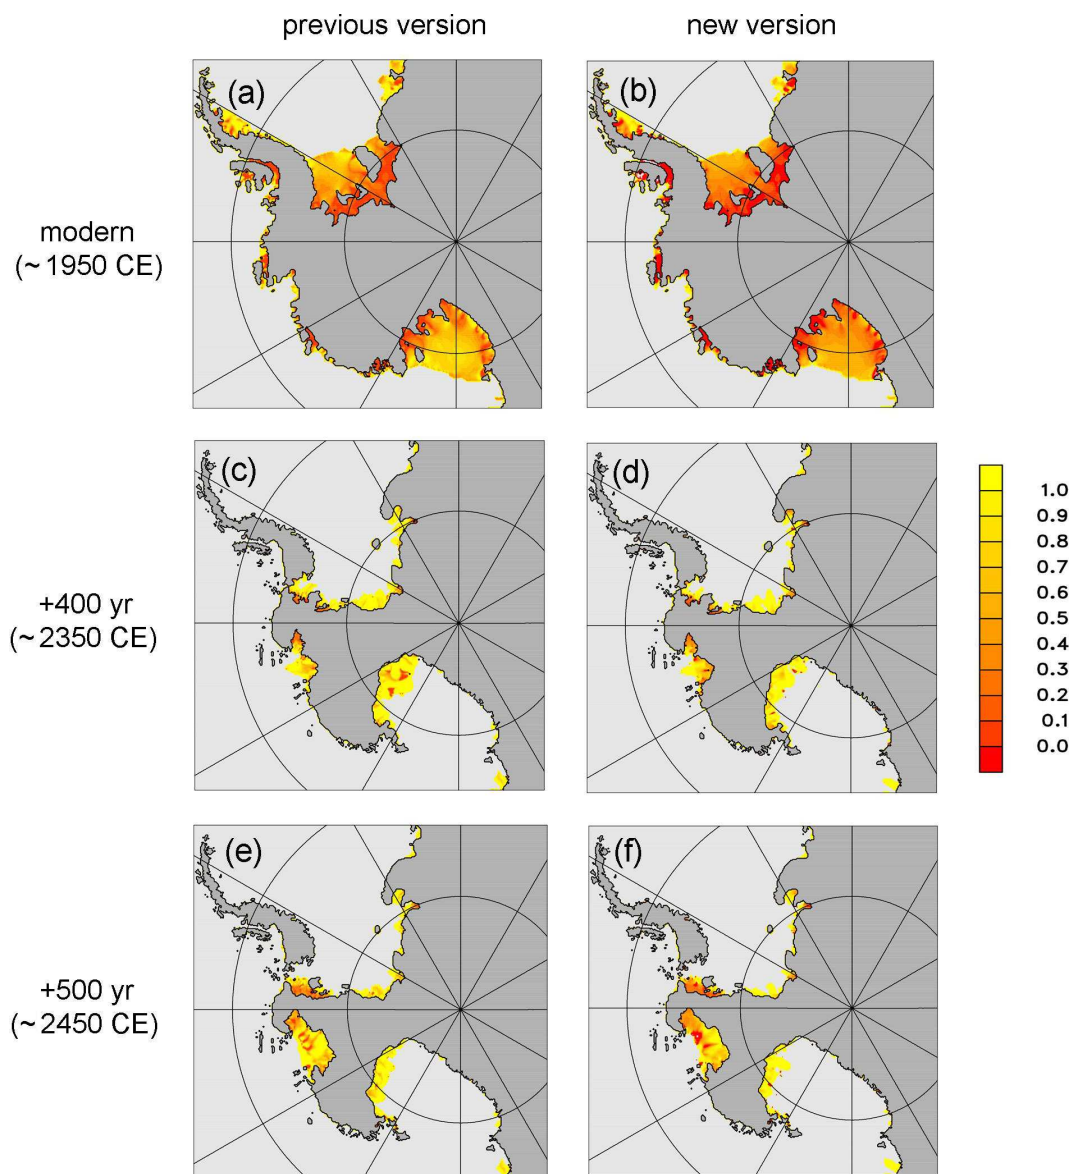 previous version
new version
(a)
(b)
modern
(~1950 CE)
(c)
(d)
+400 yr
(~2350 CE)
1.0
0.9
0.8
0.7
0.6
0.5
0.4
0.3
0.2
0.1
0.0
(e)
(f)
+500 yr
(~2450 CE)